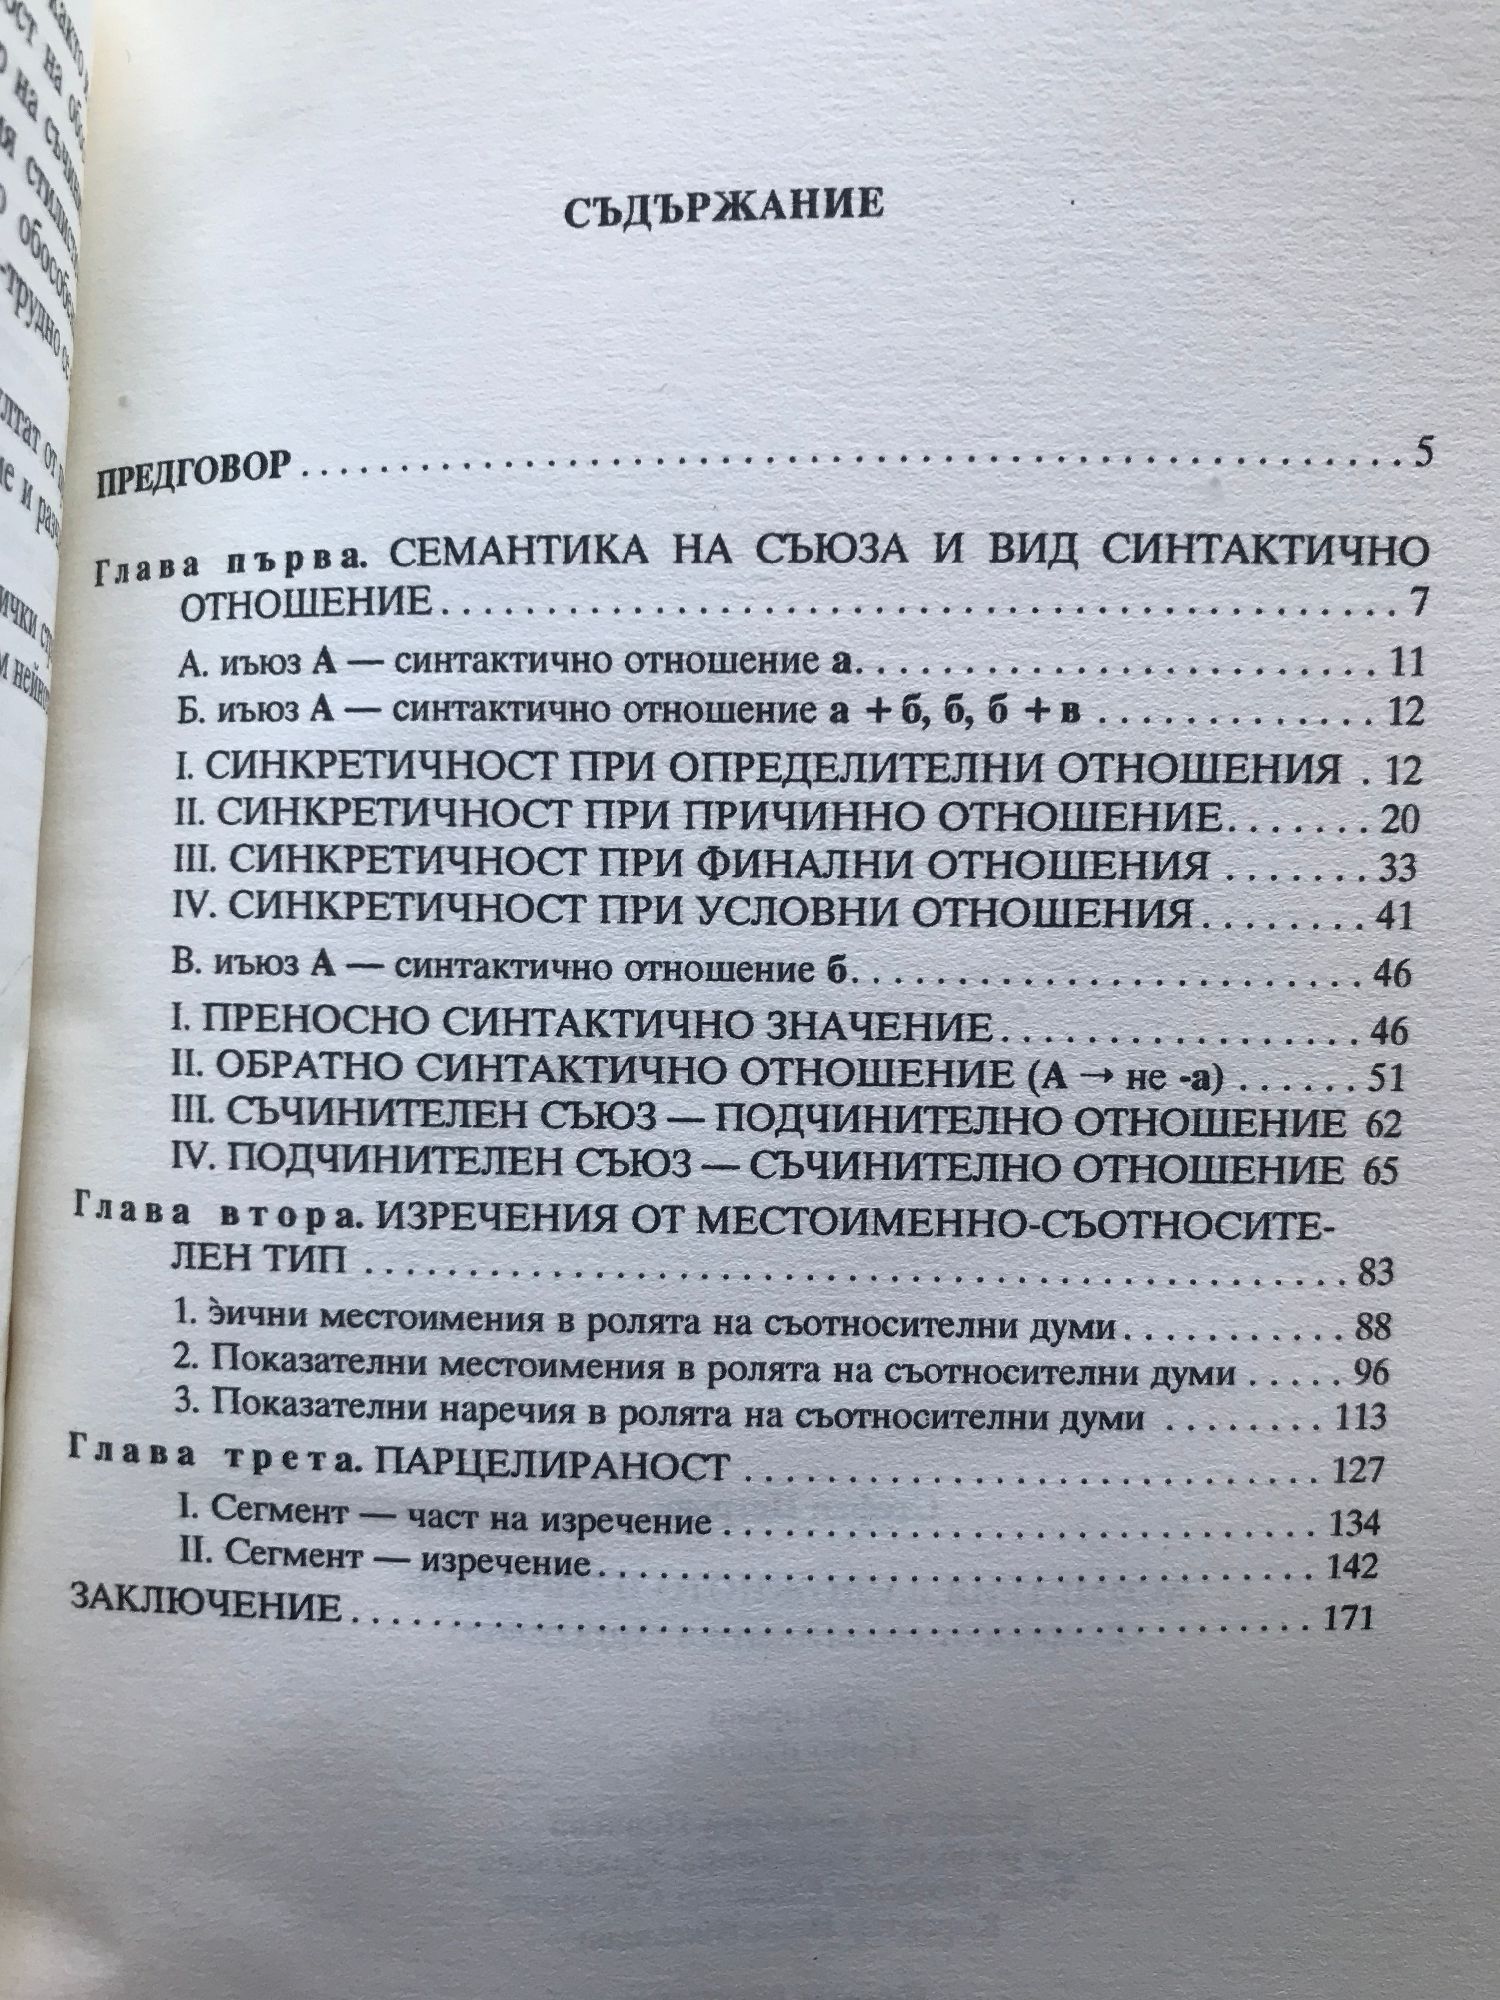 СЪДЪРЖАНИЕ
ПРЕДГОВОР . . . . . . . . . . . . . . . . . . . . . . . . . . . . . . . . . . . . . . . . . . . . . . 5
Глава първа. СЕМАНТИКА НА СЪЮЗА И ВИД СИНТАКТИЧНО
ОТНОШЕНИЕ . . . . . . . . . . . . . . . . . . . . . . . . . . . . . . . . . . . . . . 7
А. иъюз А — синтактично отношение а. . . . . . . . . . . . . . . . . . . . . . 11
Б. иъюз А — синтактично отношение а + б, б, б + в . . . . . . . . . . . . 12
I. СИНКРЕТИЧНОСТ ПРИ ОПРЕДЕЛИТЕЛНИ ОТНОШЕНИЯ . 12
II. СИНКРЕТИЧНОСТ ПРИ ПРИЧИННО ОТНОШЕНИЕ. . . . . . . 20
III. СИНКРЕТИЧНОСТ ПРИ ФИНАЛНИ ОТНОШЕНИЯ . . . . . . . 33
IV. СИНКРЕТИЧНОСТ ПРИ УСЛОВНИ ОТНОШЕНИЯ. . . . . . . . 41
В. иъюз А — синтактично отношение б. . . . . . . . . . . . . . . . . . . . . . 46
I. ПРЕНОСНО СИНТАКТИЧНО ЗНАЧЕНИЕ. . . . . . . . . . . . . . . . 46
II. ОБРАТНО СИНТАКТИЧНО ОТНОШЕНИЕ (А → не -а) . . . . . . 51
III. СЪЧИНИТЕЛЕН СЪЮЗ — ПОДЧИНИТЕЛНО ОТНОШЕНИЕ 62
IV. ПОДЧИНИТЕЛЕН СЪЮЗ — СЪЧИНИТЕЛНО ОТНОШЕНИЕ 65
Глава втора. ИЗРЕЧЕНИЯ ОТ МЕСТОИМЕННО-СЪОТНОСИТЕ-
ЛЕН ТИП . . . . . . . . . . . . . . . . . . . . . . . . . . . . . . . . . . . . . . . . 83
1. э̀ични местоимения в ролята на съотносителни думи. . . . . . . . . . 88
2. Показателни местоимения в ролята на съотносителни думи . . . . . 96
3. Показателни наречия в ролята на съотносителни думи . . . . . . . . 113
Глава трета. ПАРЦЕЛИРАНОСТ . . . . . . . . . . . . . . . . . . . . . . . . 127
I. Сегмент — част на изречение . . . . . . . . . . . . . . . . . . . . . . . . . 134
II. Сегмент — изречение. . . . . . . . . . . . . . . . . . . . . . . . . . . . . . 142
ЗАКЛЮЧЕНИЕ . . . . . . . . . . . . . . . . . . . . . . . . . . . . . . . . . . . . . . . . 171